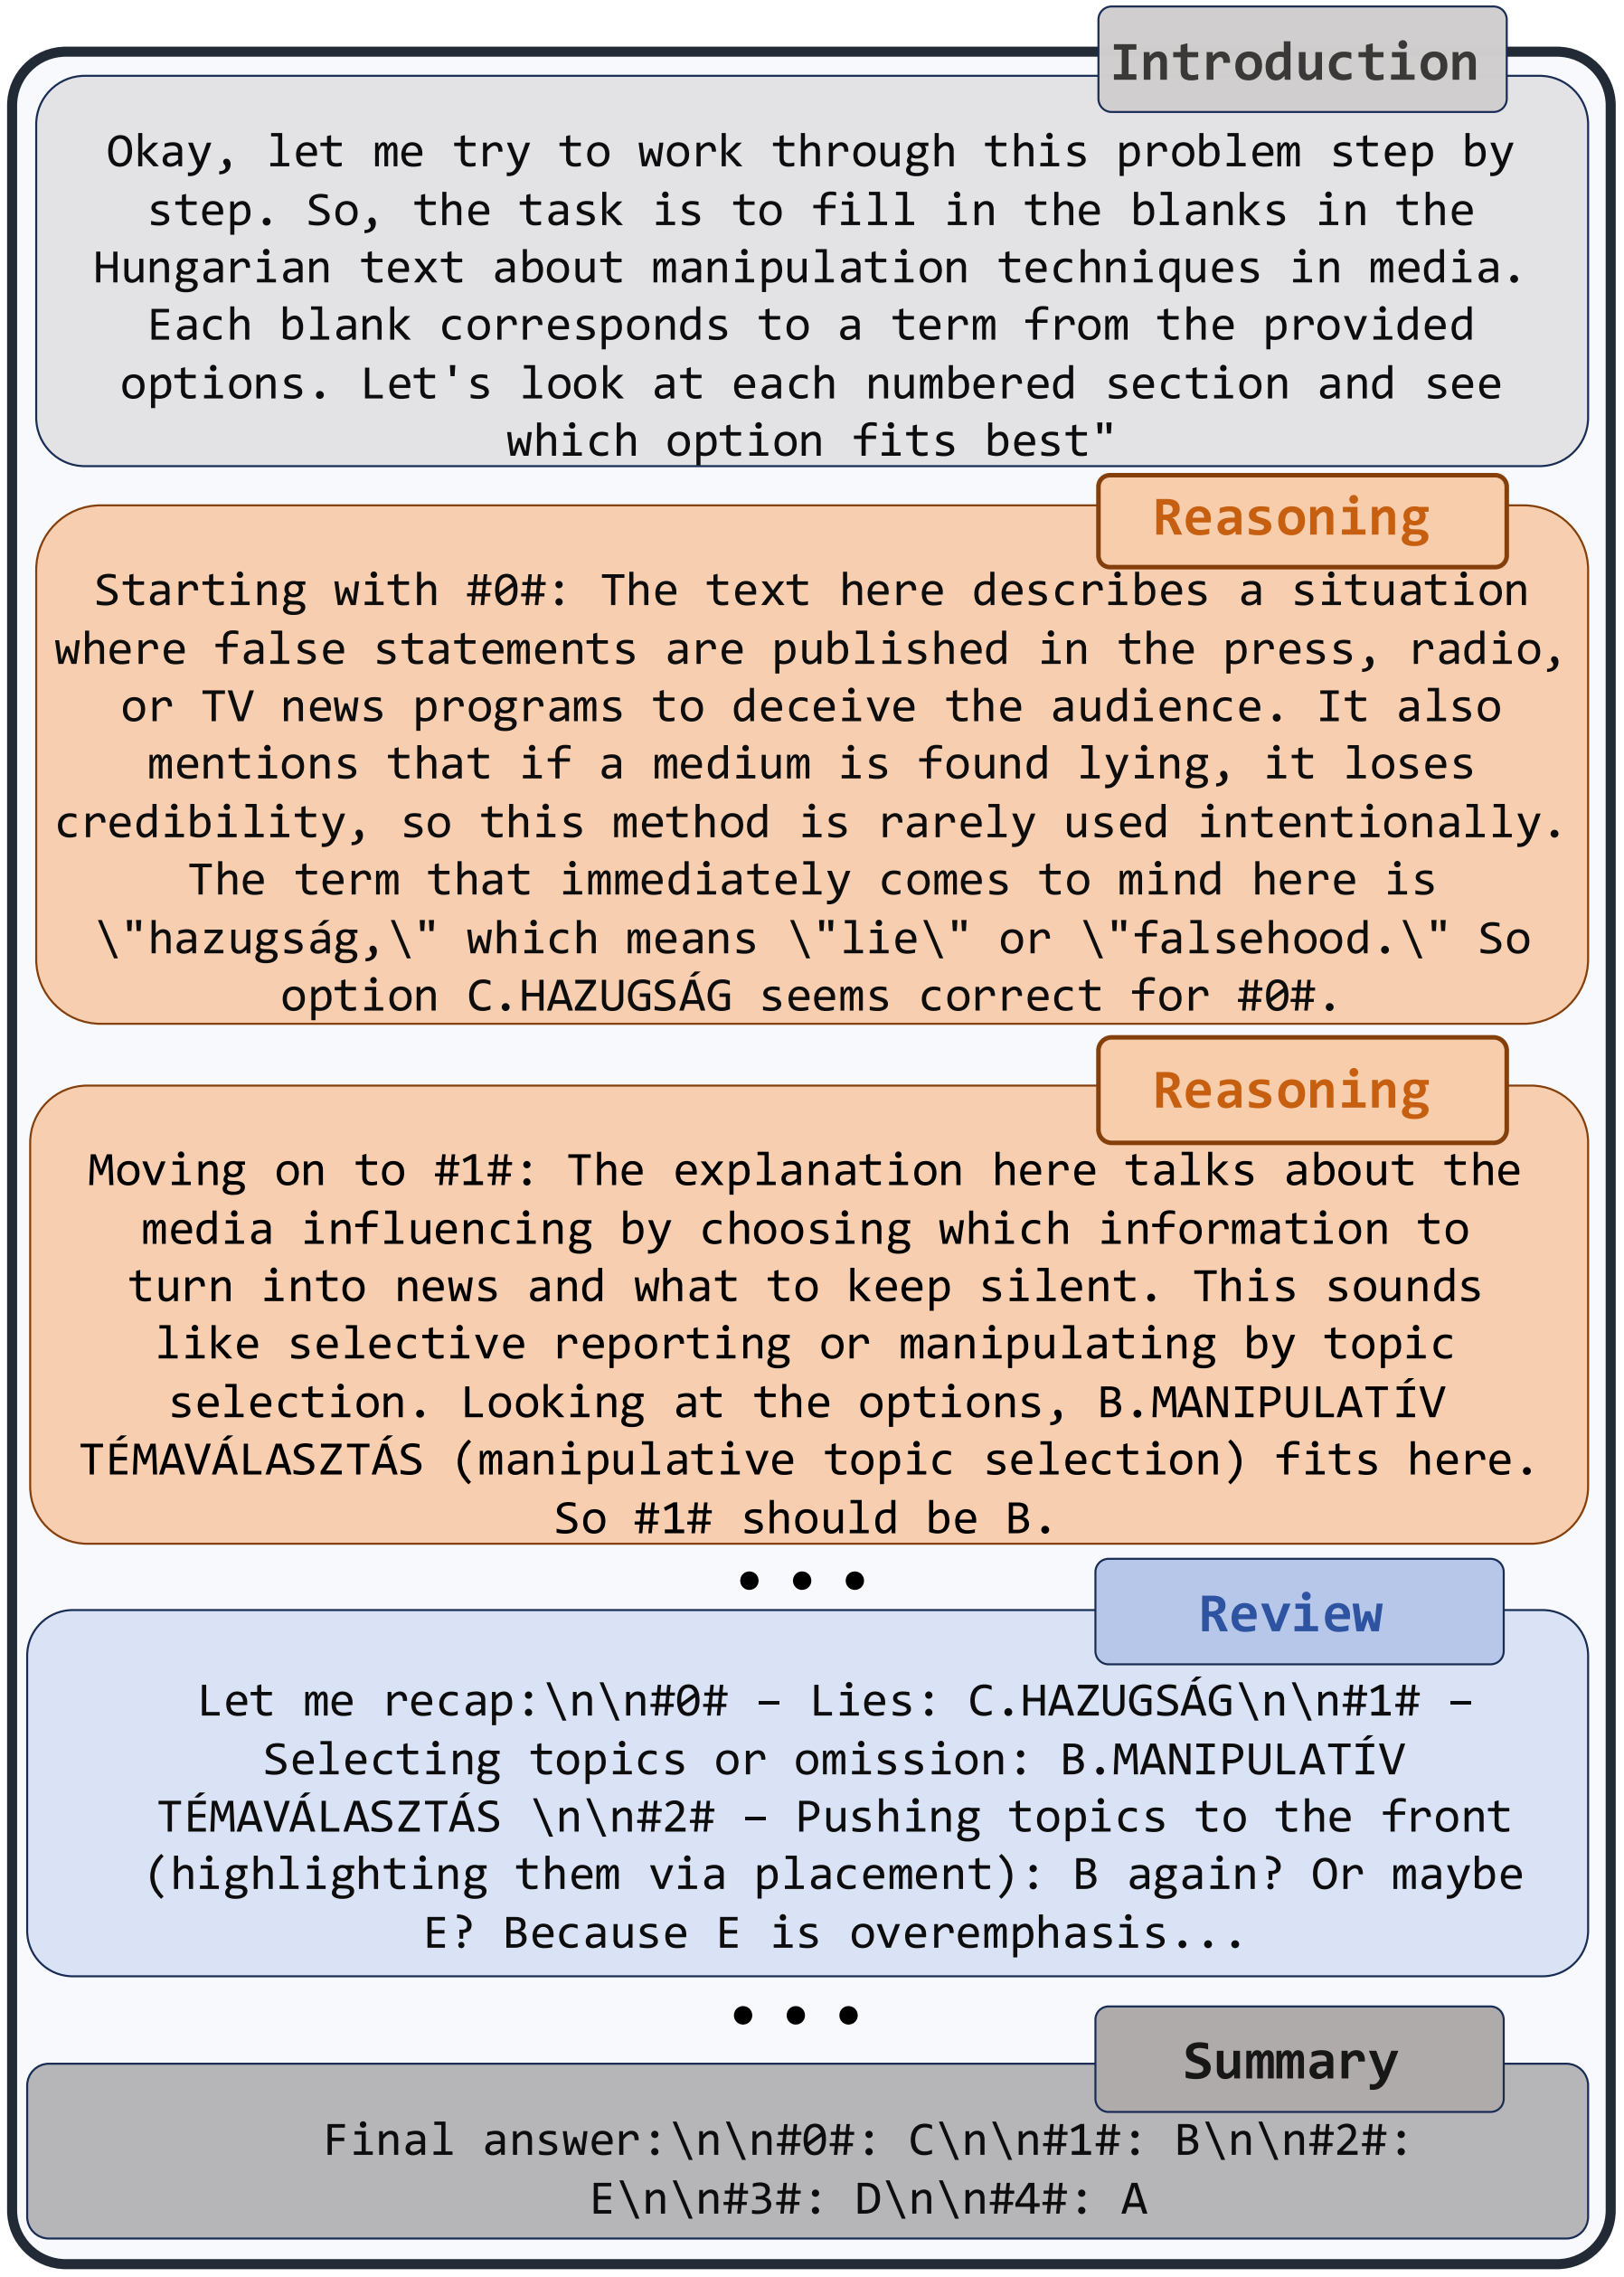 Introduction
Okay, let me try to work through this problem step by
step. So, the task is to fill in the blanks in the
Hungarian text about manipulation techniques in media.
Each blank corresponds to a term from the provided
options. Let's look at each numbered section and see
which option fits best"
Reasoning
Starting with #0#: The text here describes a situation
where false statements are published in the press, radio,
or TV news programs to deceive the audience. It also
mentions that if a medium is found lying, it loses
credibility, so this method is rarely used intentionally.
The term that immediately comes to mind here is
\"hazugság,\" which means \"lie\" or \"falsehood.\" So
option C.HAZUGSÁG seems correct for #0#.
Reasoning
Moving on to #1#: The explanation here talks about the
media influencing by choosing which information to
turn into news and what to keep silent. This sounds
like selective reporting or manipulating by topic
selection. Looking at the options, B.MANIPULATÍV
TÉMAVÁLASZTÁS (manipulative topic selection) fits here.
So #1# should be B.
...
Review
Let me recap:\n\n#0# – Lies: C.HAZUGSÁG\n\n#1# –
Selecting topics or omission: B.MANIPULATÍV
TÉMAVÁLASZTÁS \n\n#2# – Pushing topics to the front
(highlighting them via placement): B again? Or maybe
E? Because E is overemphasis...
...
Summary
Final answer:\n\n#0#: C\n\n#1#: B\n\n#2#:
E\n\n#3#: D\n\n#4#: A